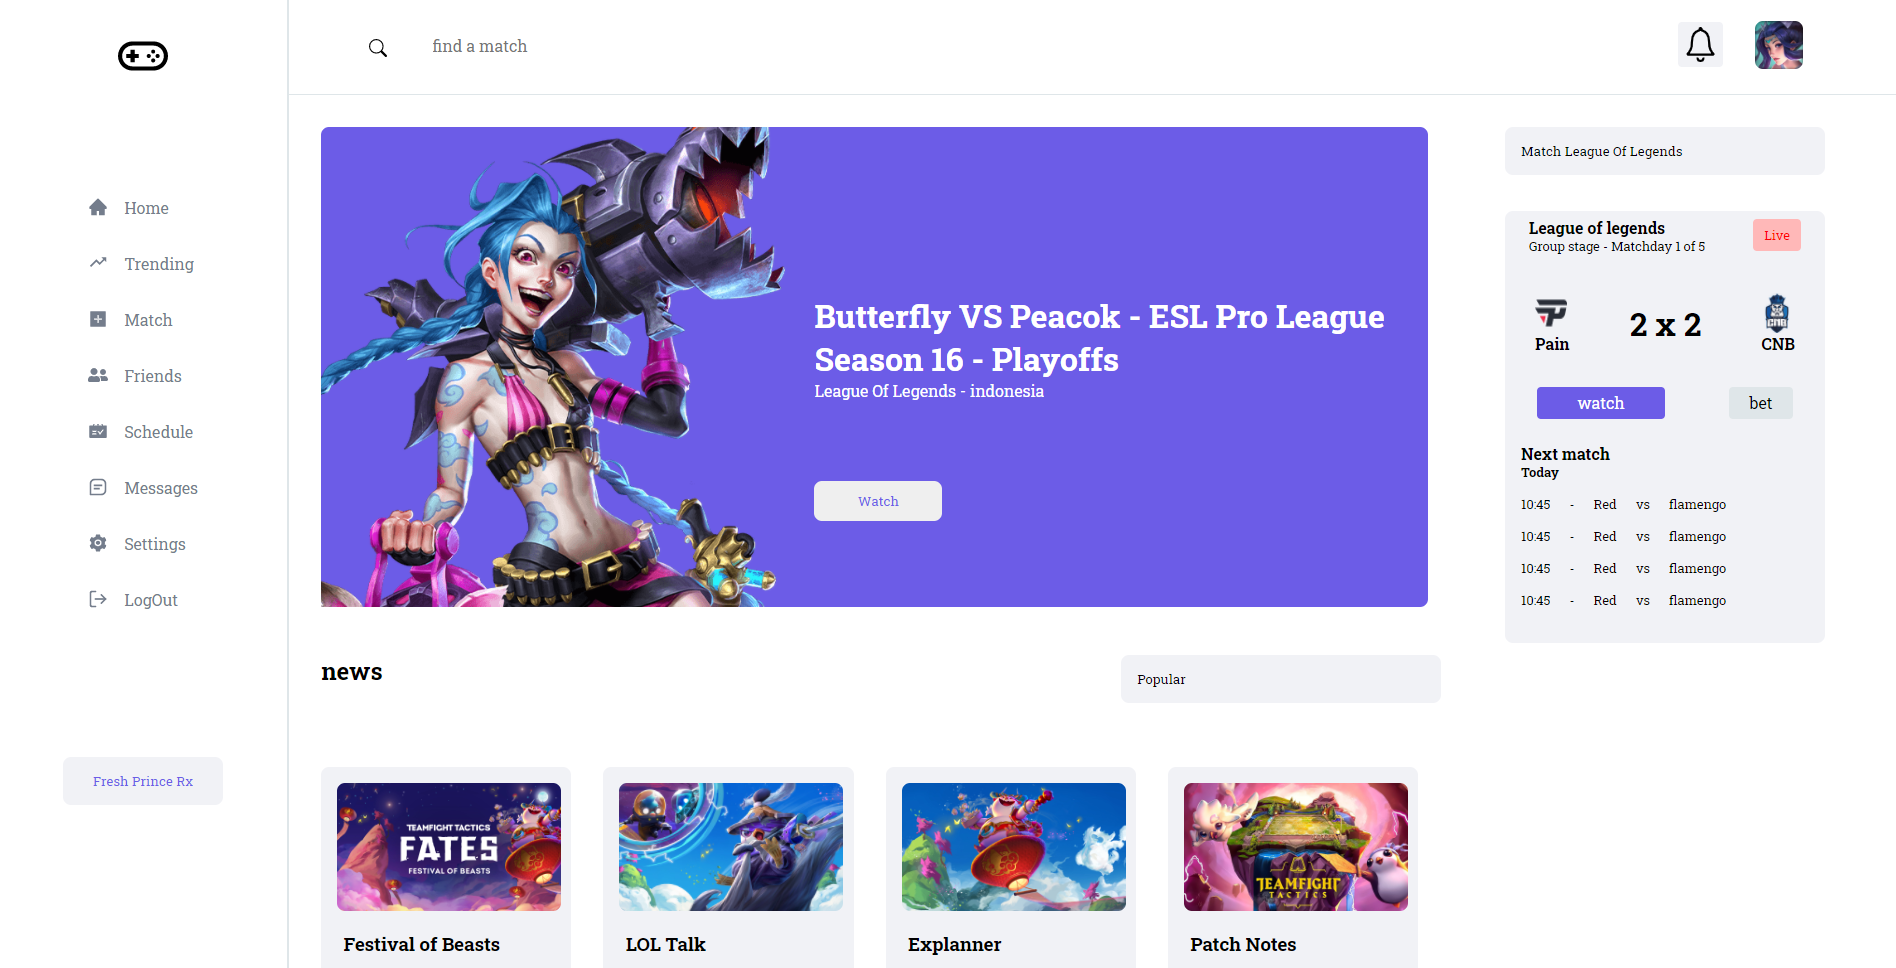 find a match
Home
Trending
Match
Friends
Schedule
Messages
Settings
LogOut
Fresh Prince Rx
Butterfly VS Peacok - ESL Pro League
Season 16 - Playoffs
League Of Legends - indonesia
Watch
Match League Of Legends
League of legends
Live
Group stage - Matchday 1 of 5
2 x 2
CNB
Pain
CNB
watch
bet
Next match
Today
10:45 - Red vs flamengo
10:45 - Red vs flamengo
10:45 - Red vs flamengo
10:45 - Red vs flamengo
news
Popular
TEAMFIGHT TACTICS
FATES
FESTIVAL OF BEASTS
TEAMFIGHT
TACTICS
Festival of Beasts
LOL Talk
Explanner
Patch Notes